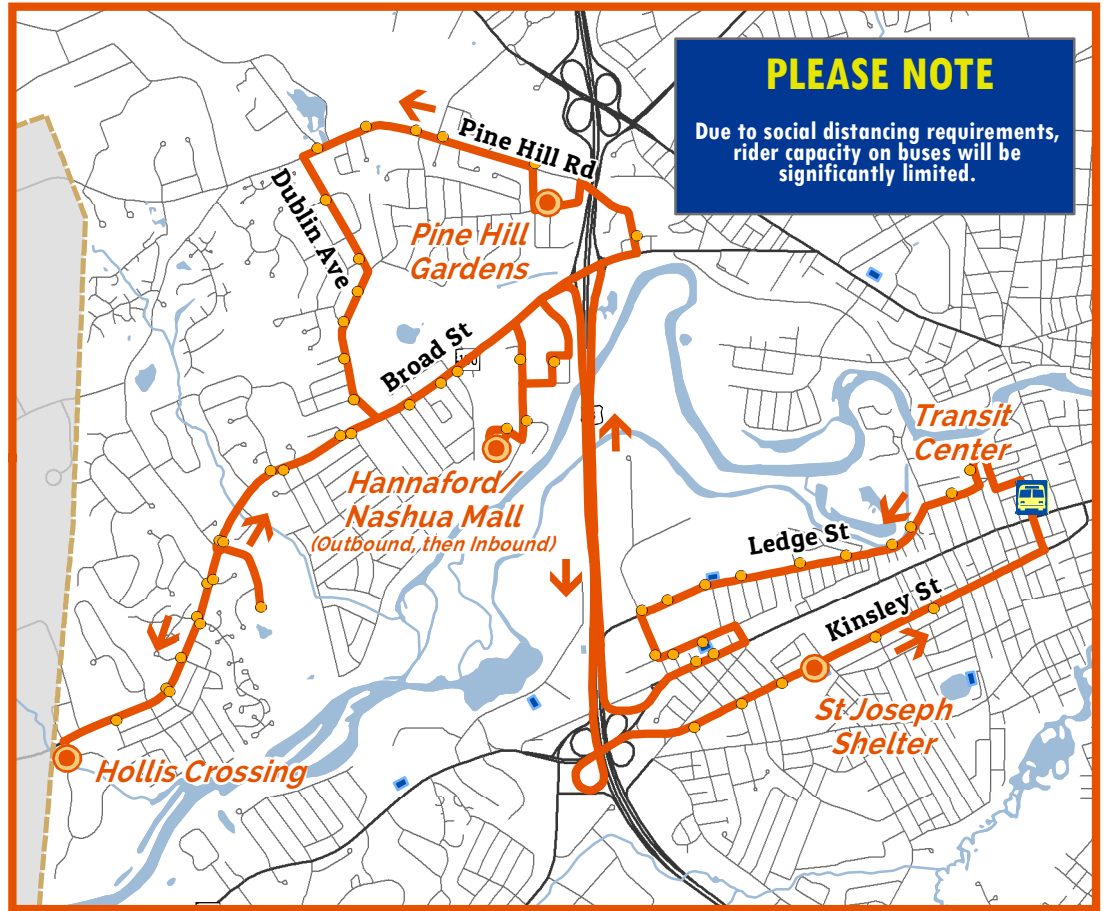 PLEASE NOTE
Due to social distancing requirements,
rider capacity on buses will be
significantly limited.
Pine Hill Rd
Dublin Ave
Pine Hill
Gardens
Broad St
Transit
Center
Hannaford/
Nashua Mall
(Outbound, then Inbound)
Ledge St
Kinsley St
St Joseph
Shelter
Hollis Crossing